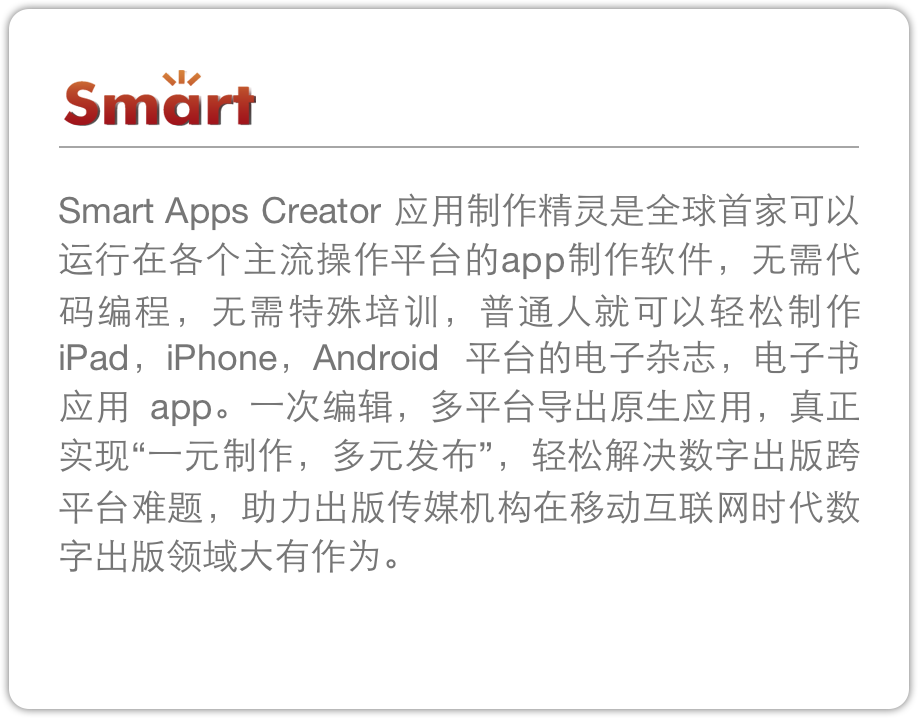 Smart
Smart Apps Creator 应用制作精灵是全球首家可以
运行在各个主流操作平台的app制作软件，无需代
码编程，无需特殊培训，普通人就可以轻松制作
iPad，iPhone，Android 平台的电子杂志，电子书
应用 app。一次编辑，多平台导出原生应用，真正
实现“一元制作，多元发布”，轻松解决数字出版跨
平台难题，助力出版传媒机构在移动互联网时代数
字出版领域大有作为。